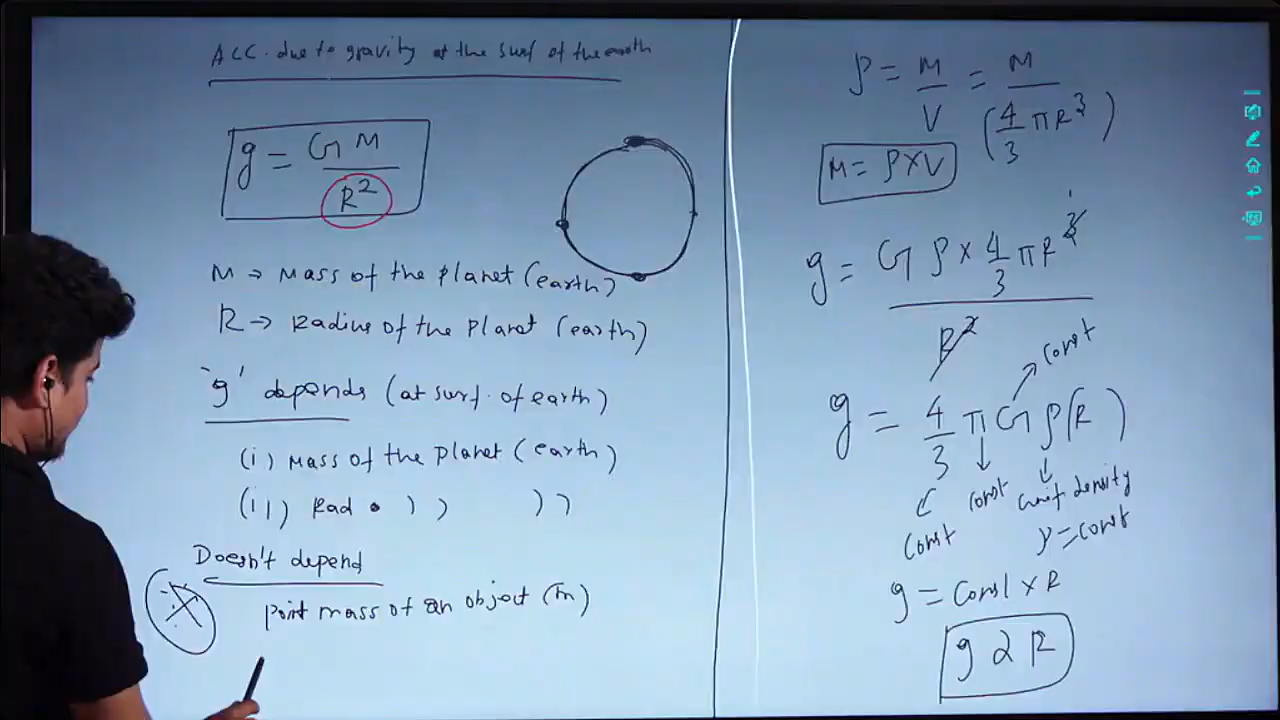 Acc. due to gravity at the surf of the earth
g = GM / R²
M → Mass of the planet (earth)
R → Radius of the planet (earth)
'g' depends (at surf. of earth)
(i) Mass of the planet (earth)
(ii) Rad . )) ))
Doesn't depend
point mass of an object (m)
ρ = M / V = M / (4/3 πR³)
M = ρ×V
g = G ρ × 4/3 πR³ / R²
1
const
g = 4/3 π G ρ(R)
const const unif density
ρ = const
g = const × R
g α R